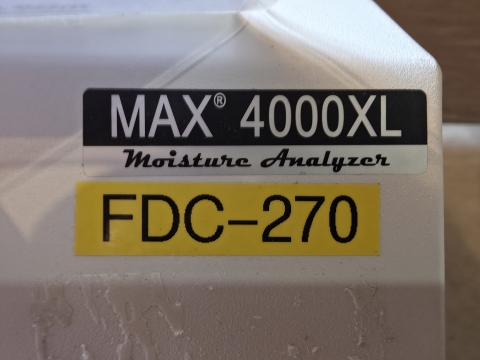 MAX® 4000XL
Moisture Analyzer
FDC-270